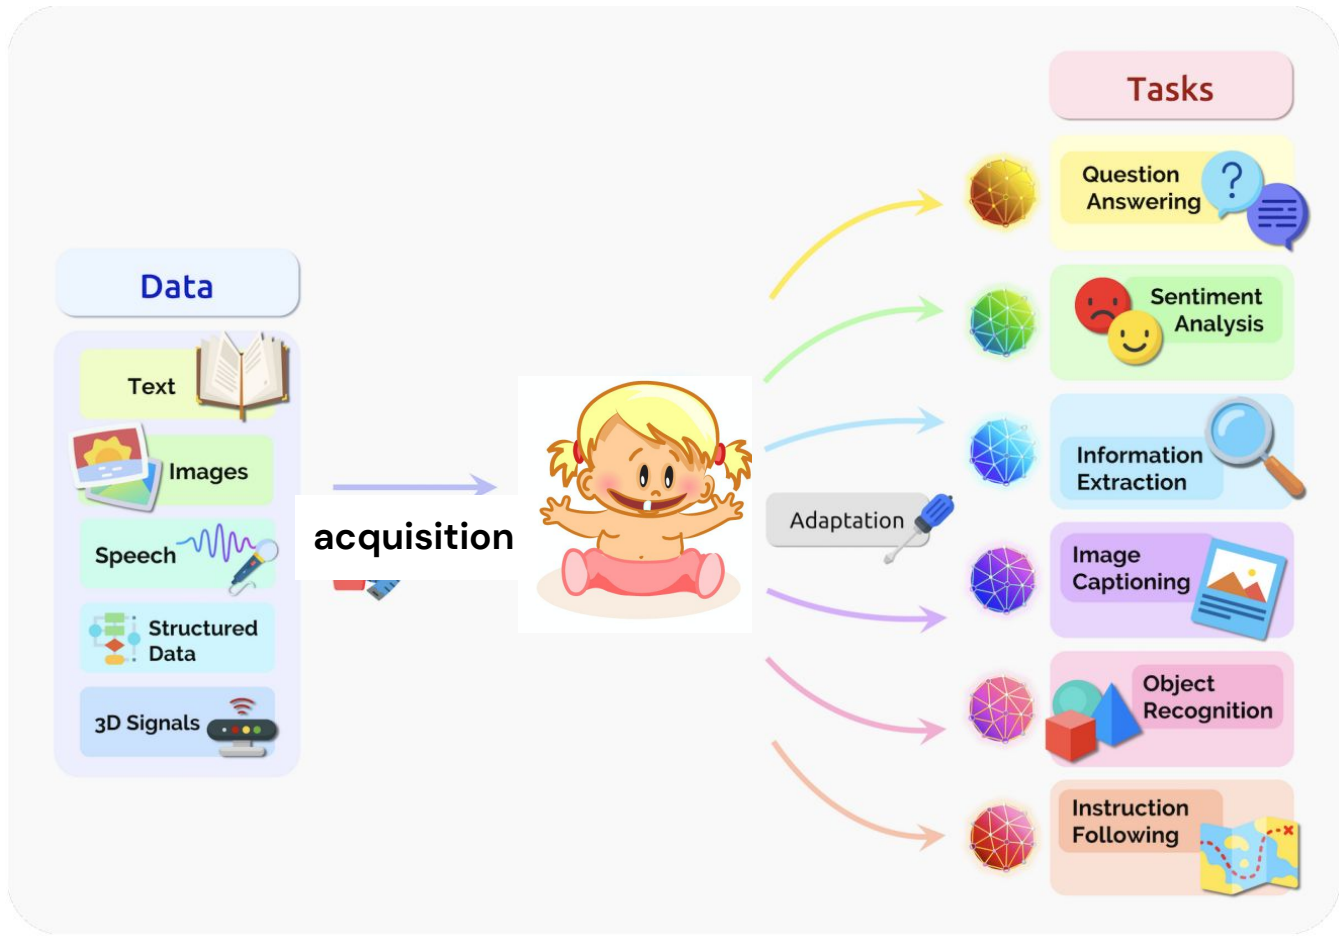 Data
Text
Images
Speech
Structured
Data
3D Signals
acquisition
Adaptation
Tasks
Question
Answering
?
Sentiment
Analysis
Information
Extraction
Image
Captioning
Object
Recognition
Instruction
Following